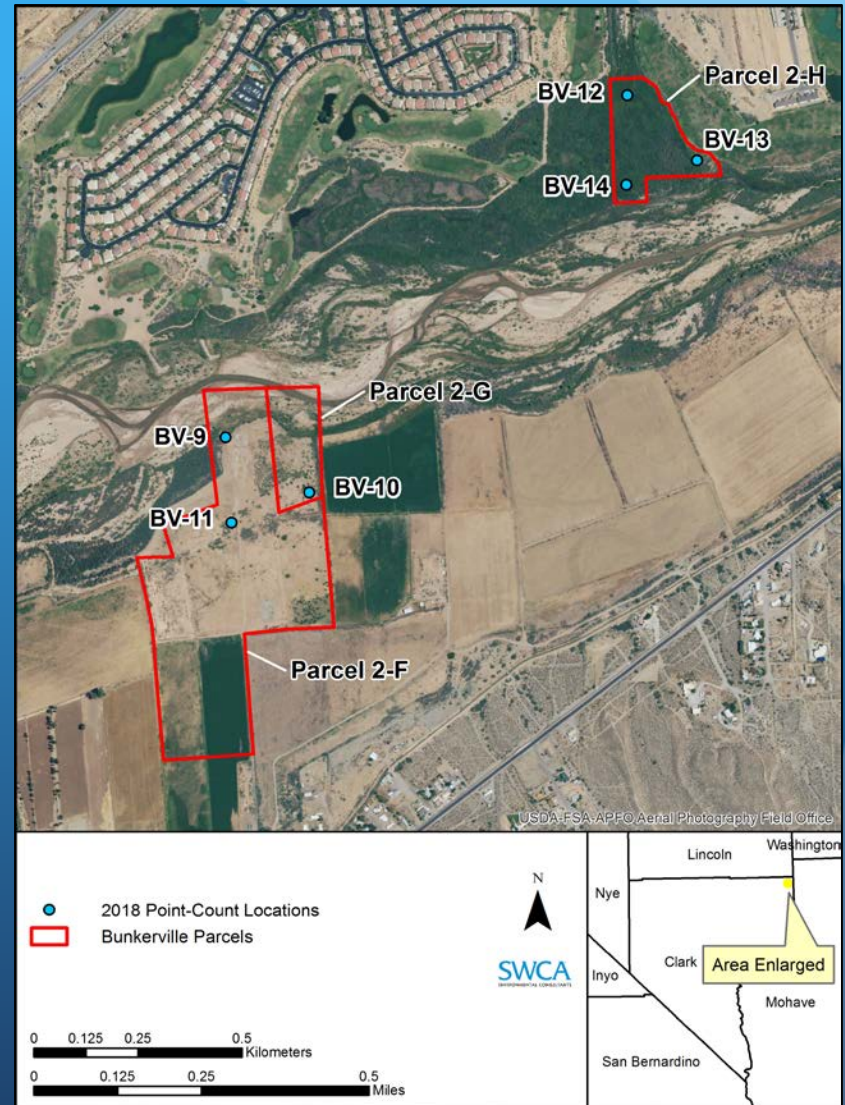 Parcel 2-H
BV-12
BV-13
BV-14
Parcel 2-G
BV-9
BV-10
BV-11
Parcel 2-F
USDA-FSA-APFO Aerial Photography Field Office
2018 Point-Count Locations
Bunkerville Parcels
N
SWCA
ENVIRONMENTAL CONSULTANTS
0 0.125 0.25 0.5
Kilometers
0 0.125 0.25 0.5
Miles
Washington
Lincoln
Nye
Clark
Area Enlarged
Inyo
Mohave
San Bernardino